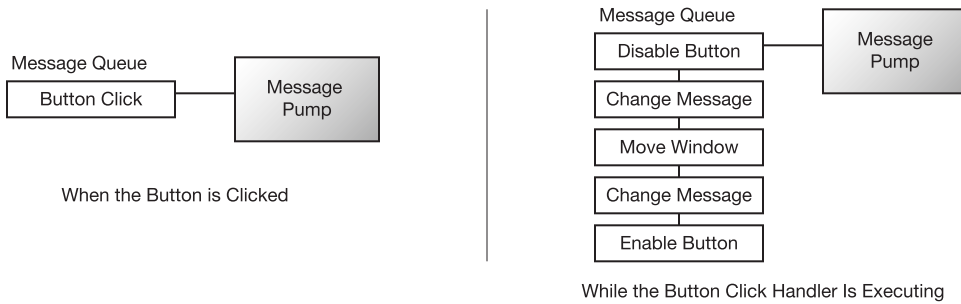 Message Queue
Button Click
Message
Pump
When the Button is Clicked
Message Queue
Disable Button
Change Message
Move Window
Change Message
Enable Button
Message
Pump
While the Button Click Handler Is Executing